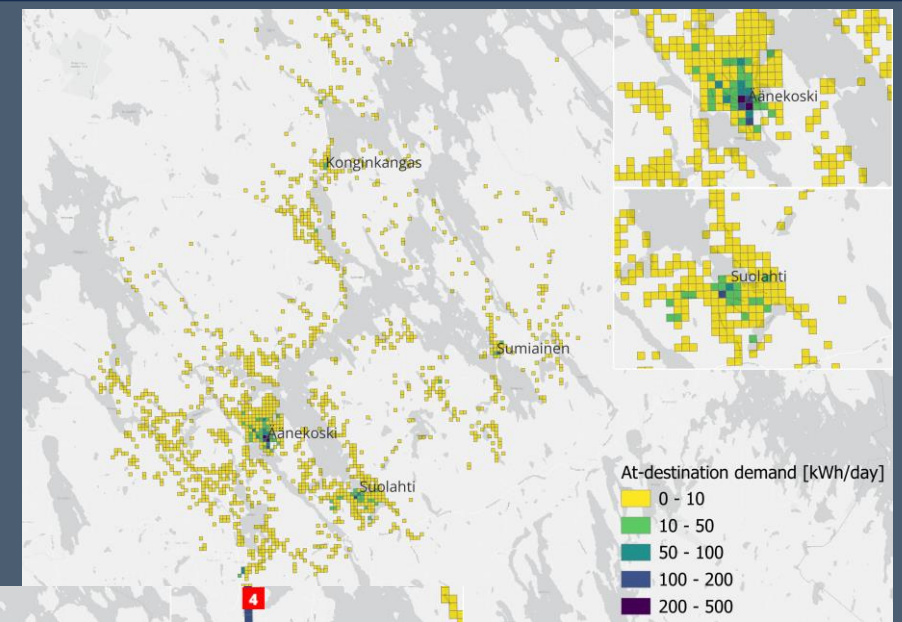 Äänekoski
Konginkangas
Suolahti
Sumiainen
Äänekoski
Suolahti
At-destination demand [kWh/day]
0 - 10
10 - 50
50 - 100
100 - 200
200 - 500
4